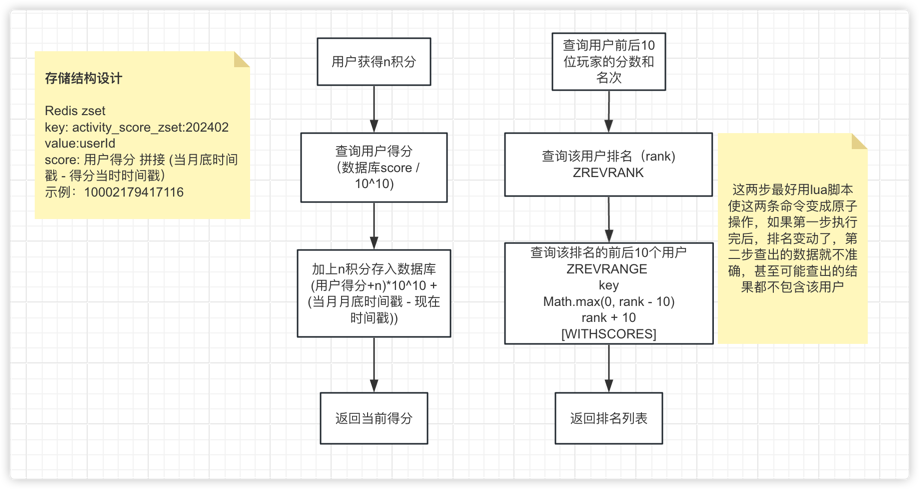 存储结构设计
Redis zset
key: activity_score_zset:202402
value:userId
score: 用户得分 拼接 (当月底时间
戳 - 得分当时时间戳）
示例：10002179417116
用户获得n积分
查询用户得分
（数据库score /
10^10)
加上n积分存入数据库
(用户得分+n)*10^10 +
(当月月底时间戳 - 现在
时间戳))
返回当前得分
查询用户前后10
位玩家的分数和
名次
查询该用户排名（rank)
ZREVRANK
查询该排名的前后10个用户
ZREVRANGE
key
Math.max(0, rank - 10)
rank + 10
[WITHSCORES]
返回排名列表
这两步最好用lua脚本
使这两条命令变成原子
操作，如果第一步执行
完后，排名变动了，第
二步查出的数据就不准
确，甚至可能查出的结
果都不包含该用户